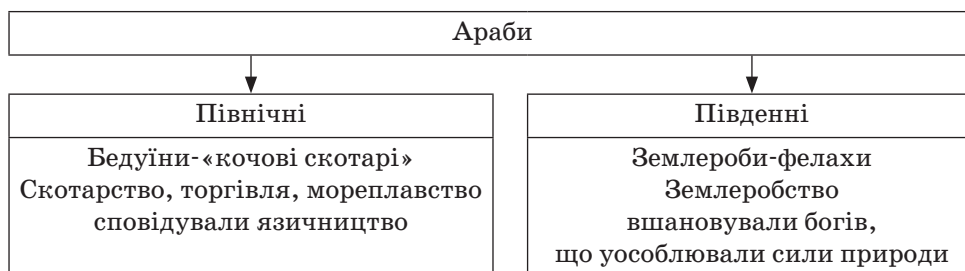 Араби
Північні
Бедуїни-«кочові скотарі»
Скотарство, торгівля, мореплавство
сповідували язичництво
Південні
Землероби-фелахи
Землеробство
вшановували богів,
що уособлювали сили природи